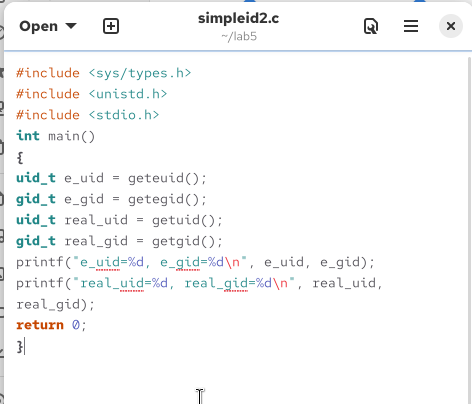 Open
simpleid2.c
~/lab5
#include <sys/types.h>
#include <unistd.h>
#include <stdio.h>
int main()
{
uid_t e_uid = geteuid();
gid_t e_gid = getegid();
uid_t real_uid = getuid();
gid_t real_gid = getgid();
printf("e_uid=%d, e_gid=%d\n", e_uid, e_gid);
printf("real_uid=%d, real_gid=%d\n", real_uid,
real_gid);
return 0;
}